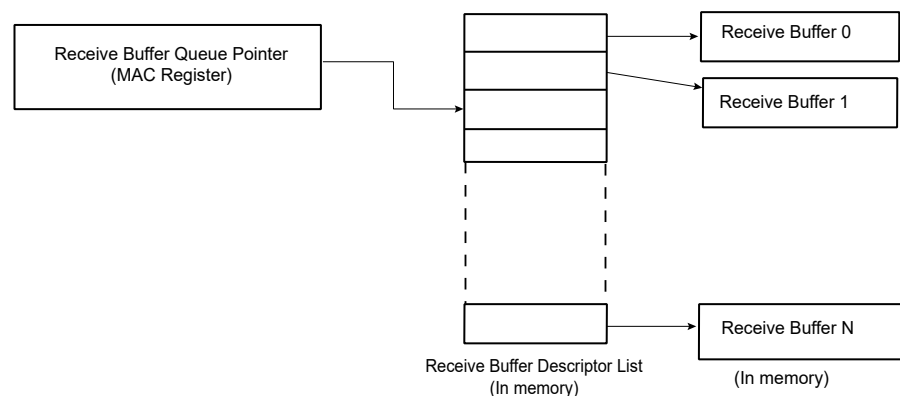 Receive Buffer Queue Pointer
(MAC Register)
Receive Buffer 0
Receive Buffer 1
Receive Buffer N
Receive Buffer Descriptor List
(In memory)
(In memory)